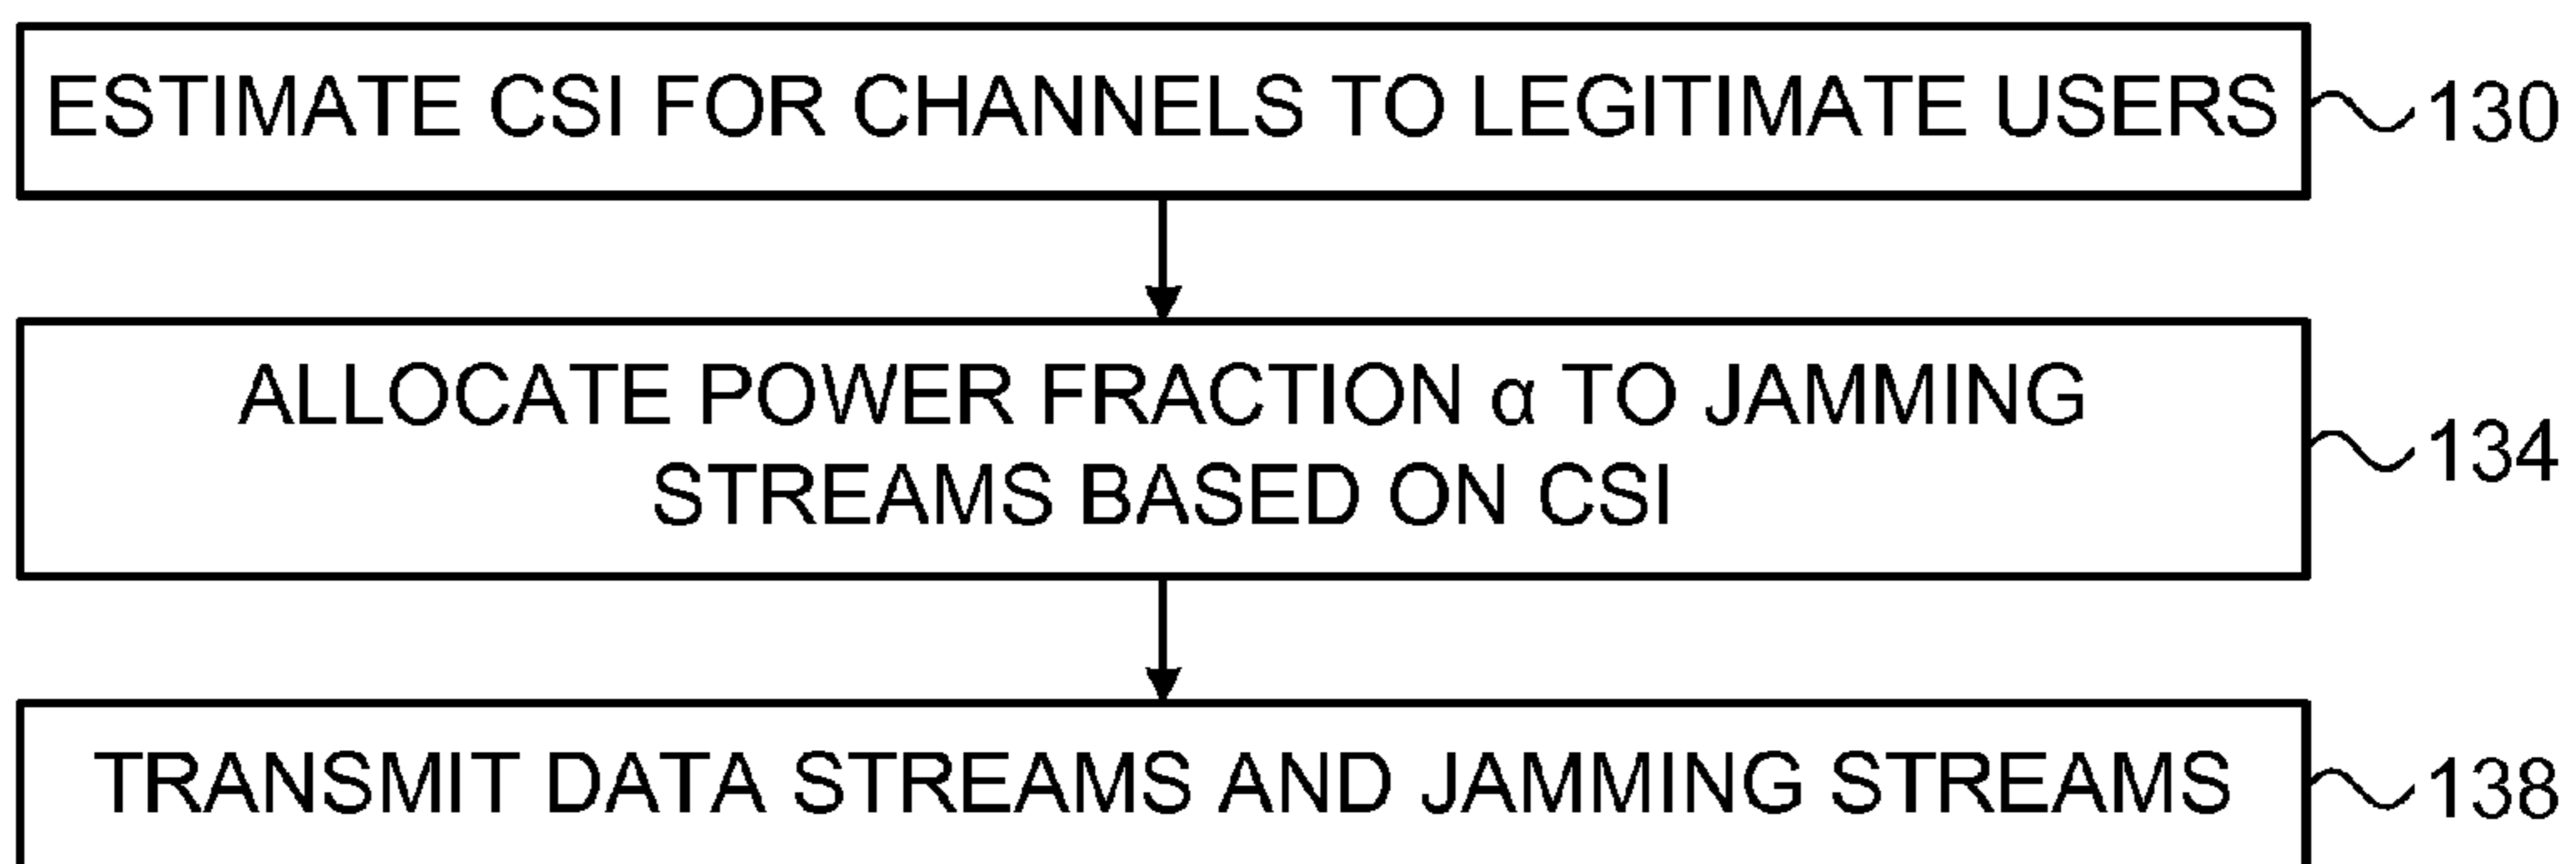 ESTIMATE CSI FOR CHANNELS TO LEGITIMATE USERS
130
ALLOCATE POWER FRACTION α TO JAMMING
STREAMS BASED ON CSI
134
TRANSMIT DATA STREAMS AND JAMMING STREAMS
138